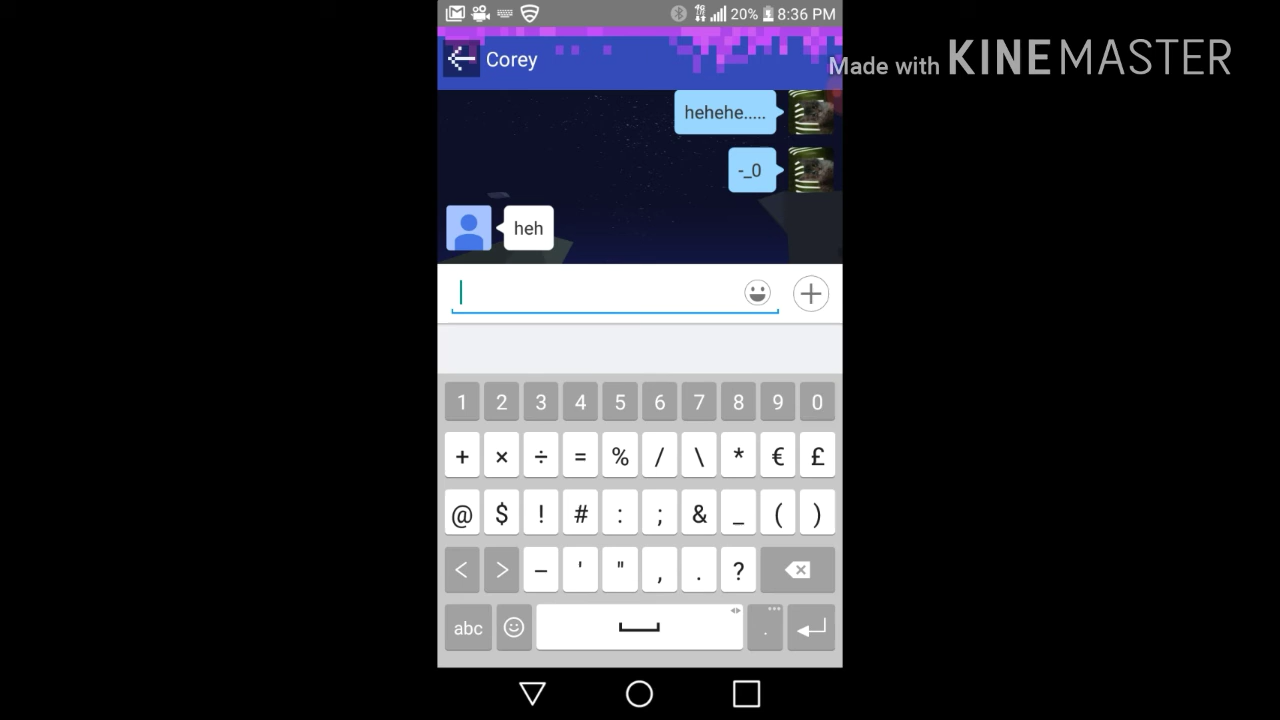 20% 8:36 PM
Corey
Made with KINEMASTER
hehehe.....
-_0
heh
1 2 3 4 5 6 7 8 9 0
+ × ÷ = % / \ * € £
@ $ ! # : ; & _ ( )
< > – ' " , . ?
abc .